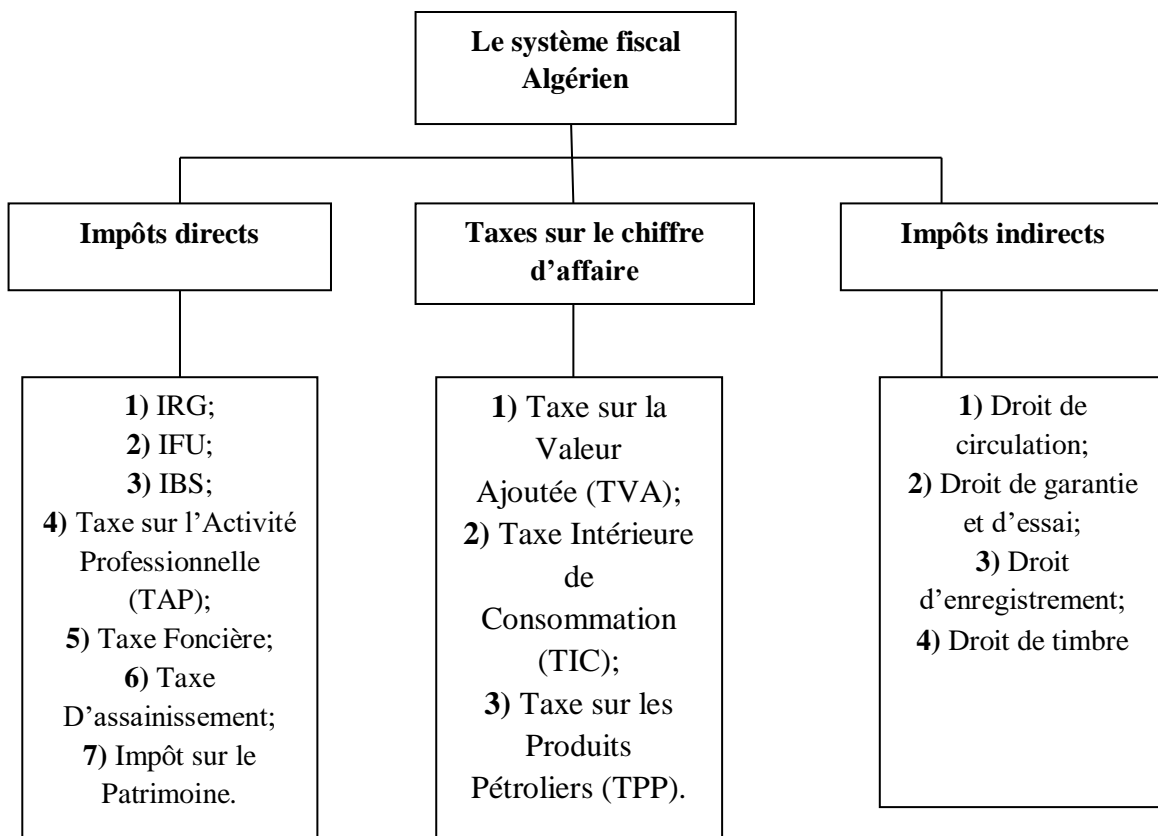 Le système fiscal
Algérien
Impôts directs
Taxes sur le chiffre
d’affaire
Impôts indirects
1) IRG;
2) IFU;
3) IBS;
4) Taxe sur l’Activité
Professionnelle
(TAP);
5) Taxe Foncière;
6) Taxe
D’assainissement;
7) Impôt sur le
Patrimoine.
1) Taxe sur la
Valeur
Ajoutée (TVA);
2) Taxe Intérieure
de
Consommation
(TIC);
3) Taxe sur les
Produits
Pétroliers (TPP).
1) Droit de
circulation;
2) Droit de garantie
et d’essai;
3) Droit
d’enregistrement;
4) Droit de timbre